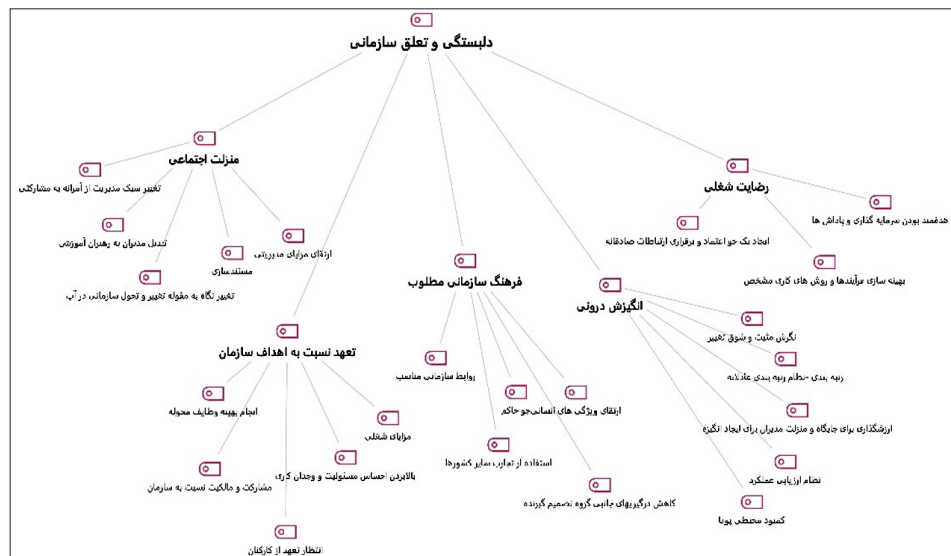 دلبستگی و تعلق سازمانی
منزلت اجتماعی
تغییر سبک مدیریت از آمرانه به مشارکتی
تبدیل مدیران به رهبران آموزشی
تغییر نگاه به مقوله تغییر و تحول سازمانی در آپ
مستندسازی
ارتقای مزایای مدیریتی
رضایت شغلی
ایجاد یک جو اعتماد و برقراری ارتباطات صادقانه
هدفمند بودن سرمایه گذاری و پاداش ها
بهینه سازی فرآیندها و روش های کاری مشخص
فرهنگ سازمانی مطلوب
روابط سازمانی مناسب
جو حاکم
ارتقای ویژگی های انسانی
استفاده از تجارب سایر کشورها
کاهش درگیریهای جانبی گروه تصمیم گیرنده
انگیزش درونی
نگرش مثبت و شوق تغییر
رتبه بندی -نظام رتبه بندی عادلانه
ارزشگذاری برای جایگاه و منزلت مدیران برای ایجاد انگیزه
نظام ارزیابی عملکرد
کمبود محیطی پویا
تعهد نسبت به اهداف سازمان
انجام بهینه وظایف محوله
مشارکت و مالکیت نسبت به سازمان
انتظار تعهد از کارکنان
بالابردن احساس مسئولیت و وجدان کاری
مزایای شغلی